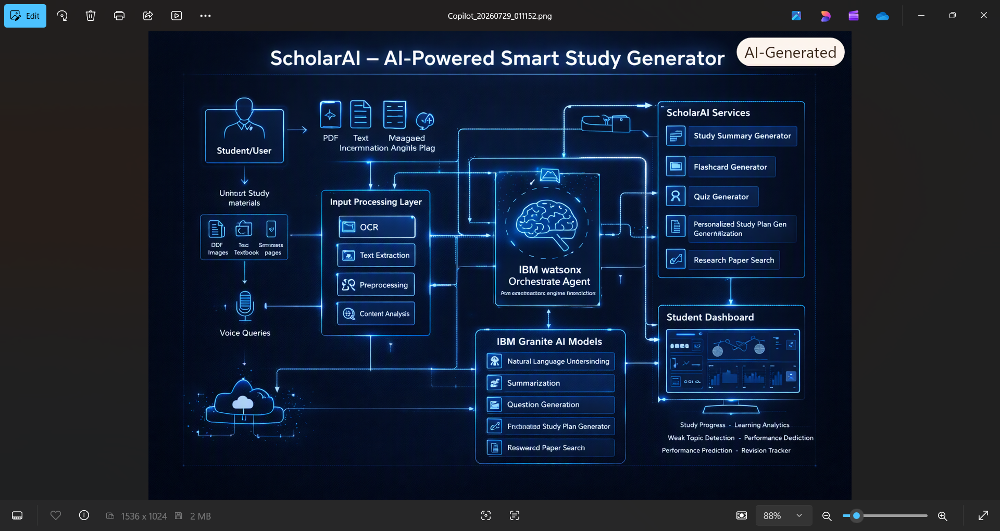 Edit
Copilot_20260729_011152.png
ScholarAI – AI-Powered Smart Study Generator
AI-Generated
Student/User
PDF
Text
Maagaed
Incermnation Angiils Plag
Study
materials
DDF
Images
Textbook
pages
Voice Queries
Input Processing Layer
OCR
Text Extraction
Preprocessing
Content Analysis
IBM watsonx
Orchestrate Agent
IBM Granite AI Models
Natural Language Undersinding
Summarization
Question Generation
Study Plan Generator
Paper Search
ScholarAI Services
Study Summary Generator
Flashcard Generator
Quiz Generator
Personalized Study Plan Gen
Research Paper Search
Student Dashboard
Study Progress - Learning Analytics
Weak Topic Detection - Performance Dediction
Performance Prediction - Revision Tracker
1536 x 1024
2 MB
88%